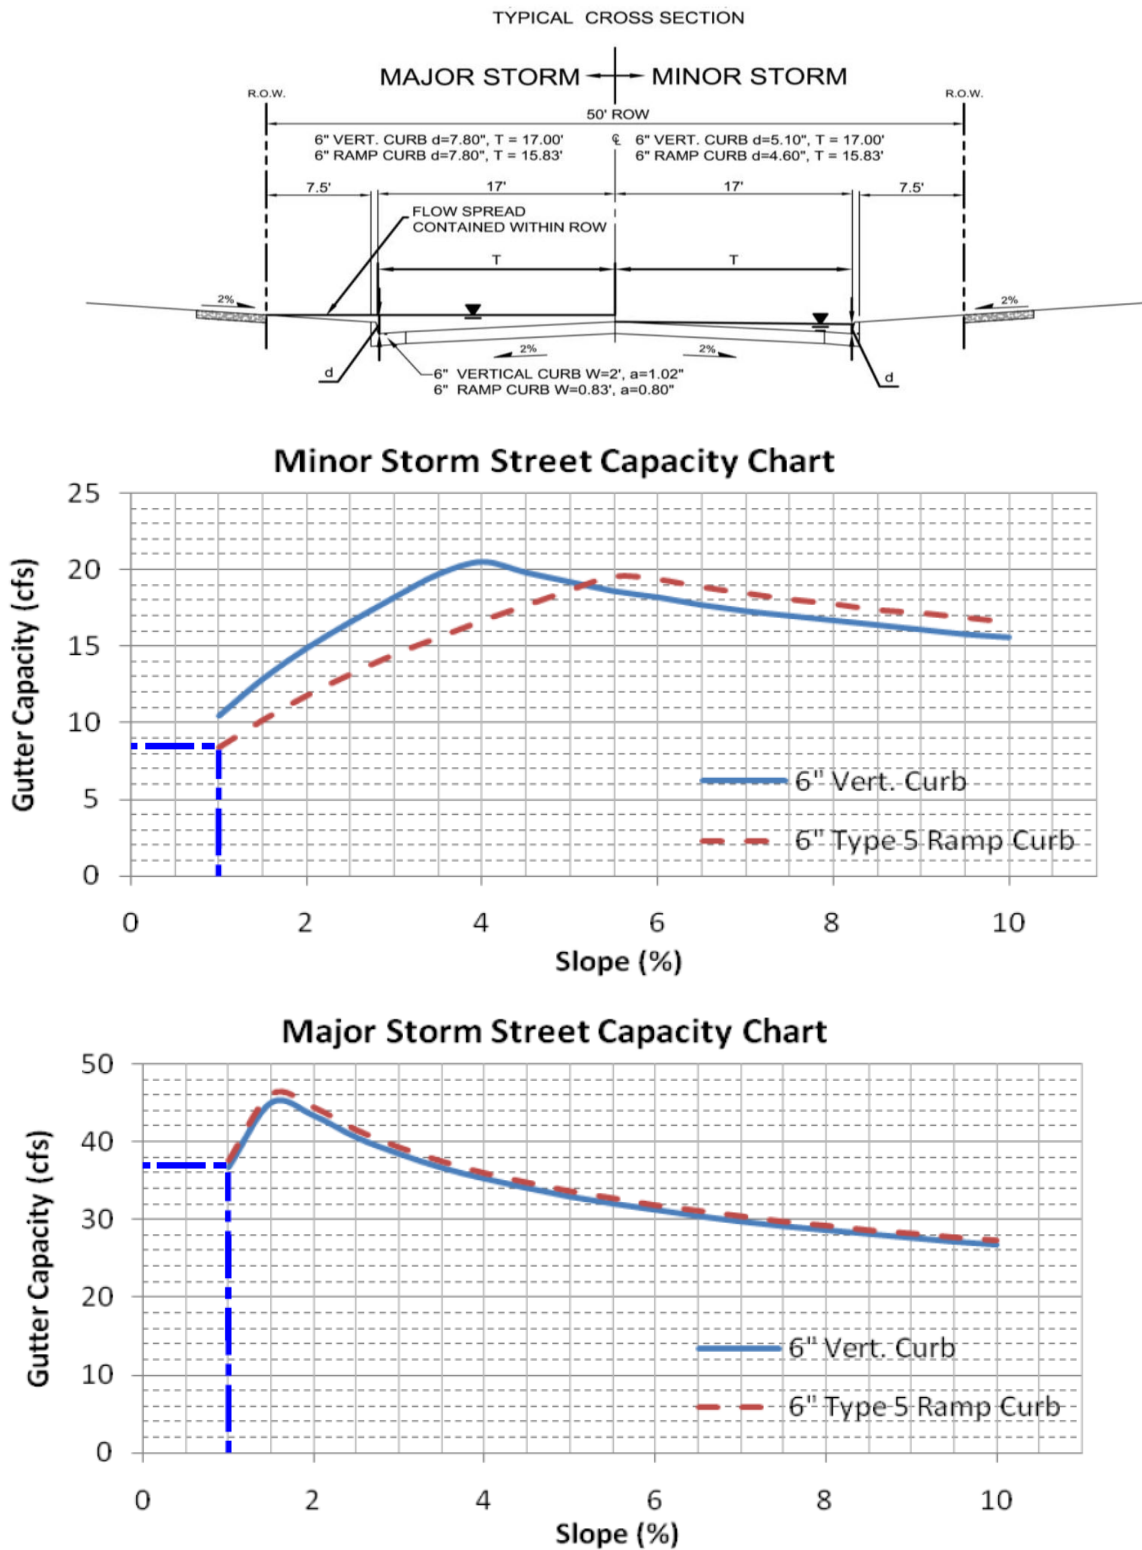 TYPICAL CROSS SECTION
MAJOR STORM MINOR STORM
R.O.W. R.O.W.
50' ROW
6" VERT. CURB d=7.80", T = 17.00' ℄ 6" VERT. CURB d=5.10", T = 17.00'
6" RAMP CURB d=7.80", T = 15.83' 6" RAMP CURB d=4.60", T = 15.83'
7.5' 17' 17' 7.5'
FLOW SPREAD
CONTAINED WITHIN ROW
T T
2% 2%
2% 2%
d d
6" VERTICAL CURB W=2', a=1.02"
6" RAMP CURB W=0.83', a=0.80"
Minor Storm Street Capacity Chart
Gutter Capacity (cfs)
25
20
15
10
5
0
6" Vert. Curb
6" Type 5 Ramp Curb
0 2 4 6 8 10
Slope (%)
Major Storm Street Capacity Chart
Gutter Capacity (cfs)
50
40
30
20
10
0
6" Vert. Curb
6" Type 5 Ramp Curb
0 2 4 6 8 10
Slope (%)